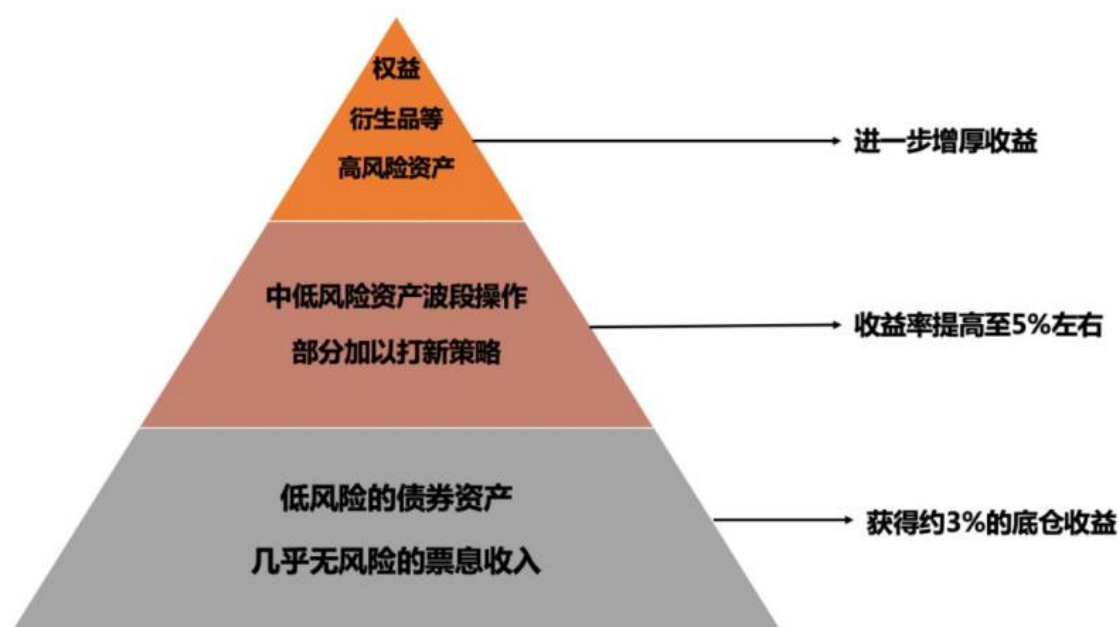 权益
衍生品等
高风险资产
进一步增厚收益
中低风险资产波段操作
部分加以打新策略
收益率提高至5%左右
低风险的债券资产
几乎无风险的票息收入
获得约3%的底仓收益